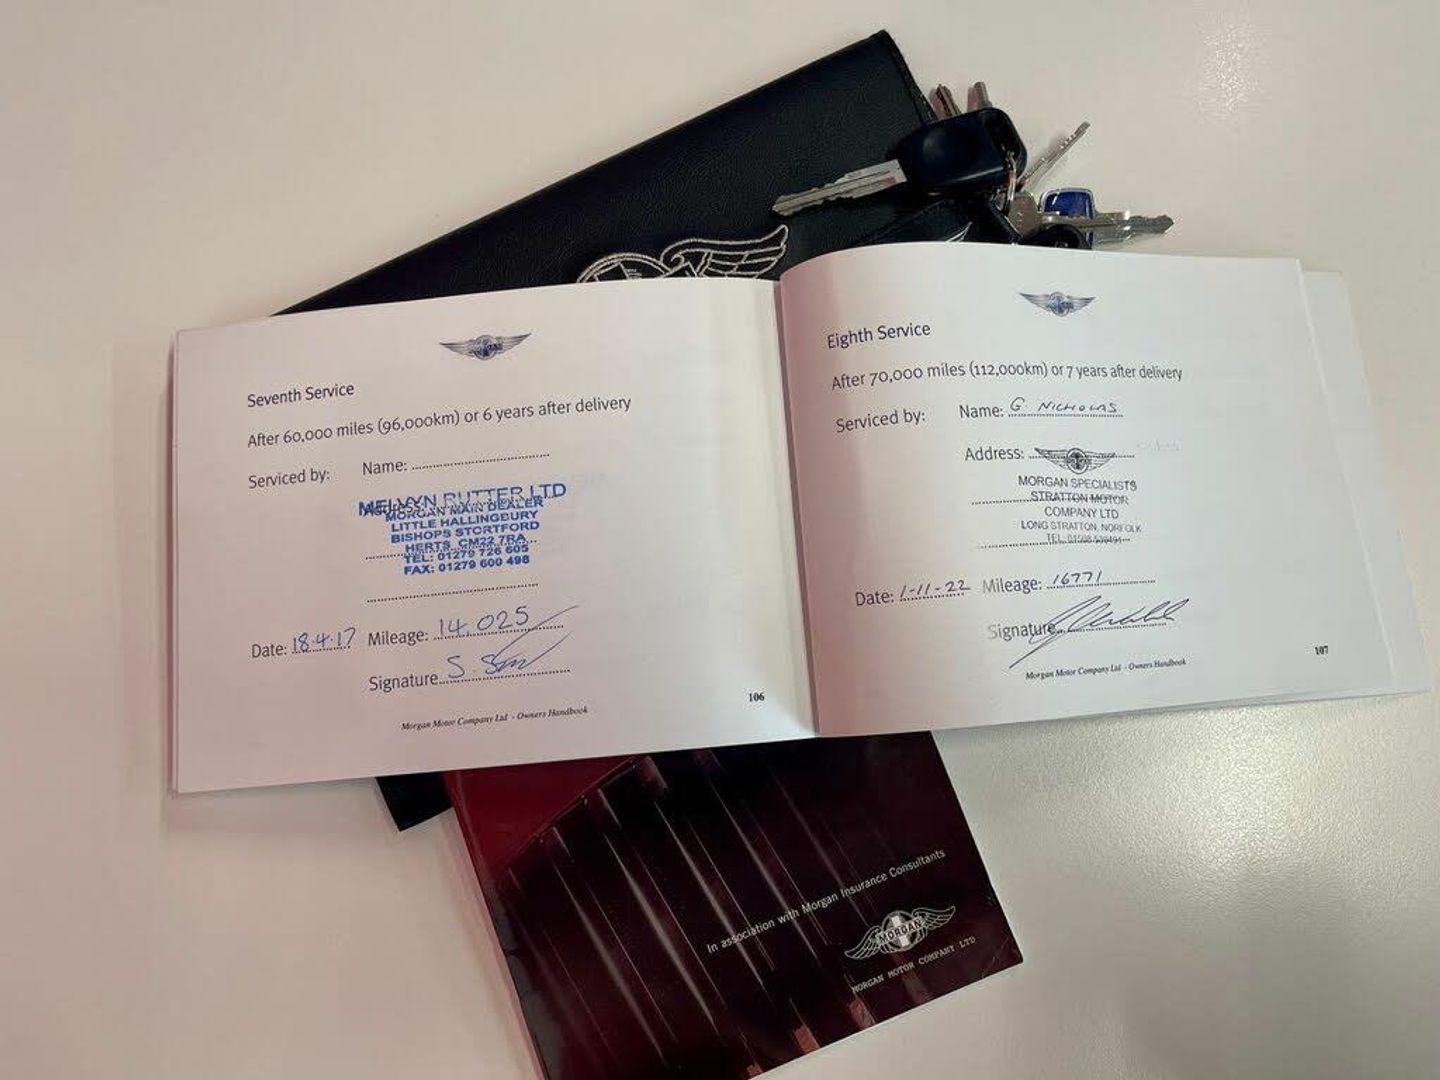 Seventh Service
After 60,000 miles (96,000km) or 6 years after delivery
Serviced by: Name:
Address:
MELVYN RUTTER LTD
MORGAN MAIN DEALER
LITTLE HALLINGBURY
BISHOPS STORTFORD
HERTS. CM22 7RA
TEL: 01279 726 605
FAX: 01279 600 498
Date: 18.4.17 Mileage: 14,025
Signature S.
Morgan Motor Company Ltd - Owners Handbook
106
Eighth Service
After 70,000 miles (112,000km) or 7 years after delivery
Serviced by: Name: G NICHOLAS
Address:
MORGAN SPECIALISTS
STRATTON MOTOR
COMPANY LTD
LONG STRATTON, NORFOLK
TEL:
Date: 1-11-22 Mileage: 16771
Signature
Morgan Motor Company Ltd - Owners Handbook
107
In association with Morgan Insurance Consultants
MORGAN
MORGAN MOTOR COMPANY LTD